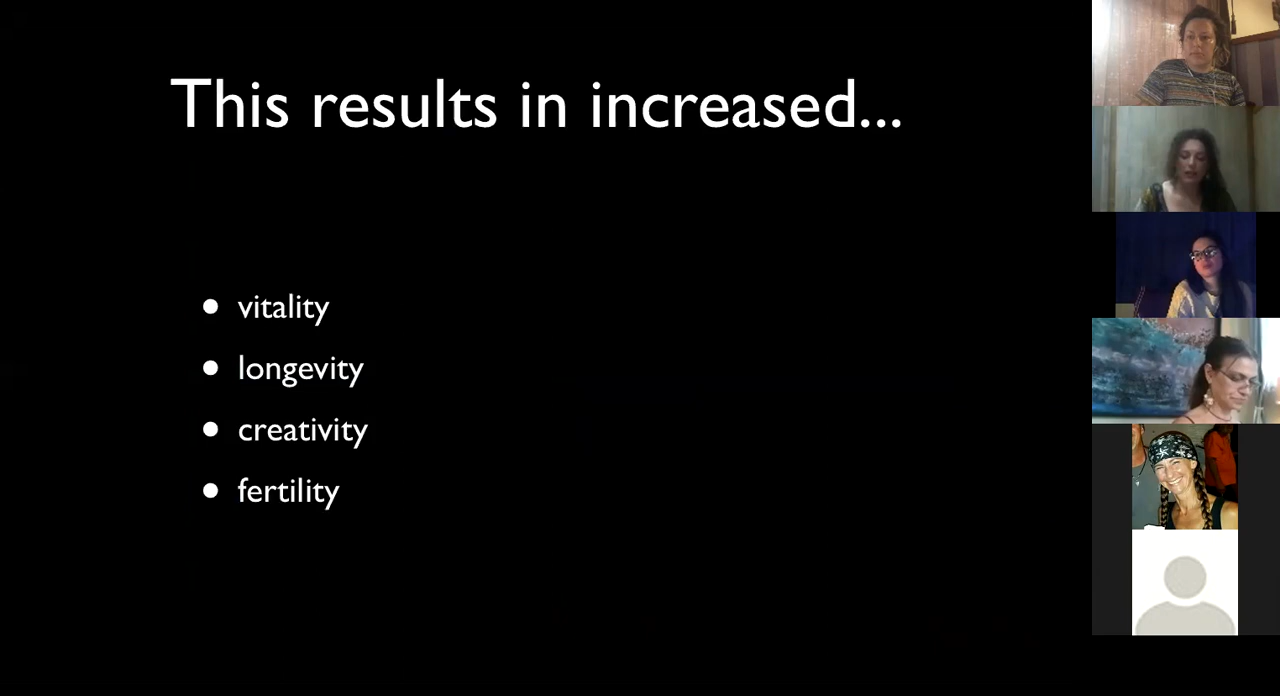 This results in increased...
• vitality
• longevity
• creativity
• fertility